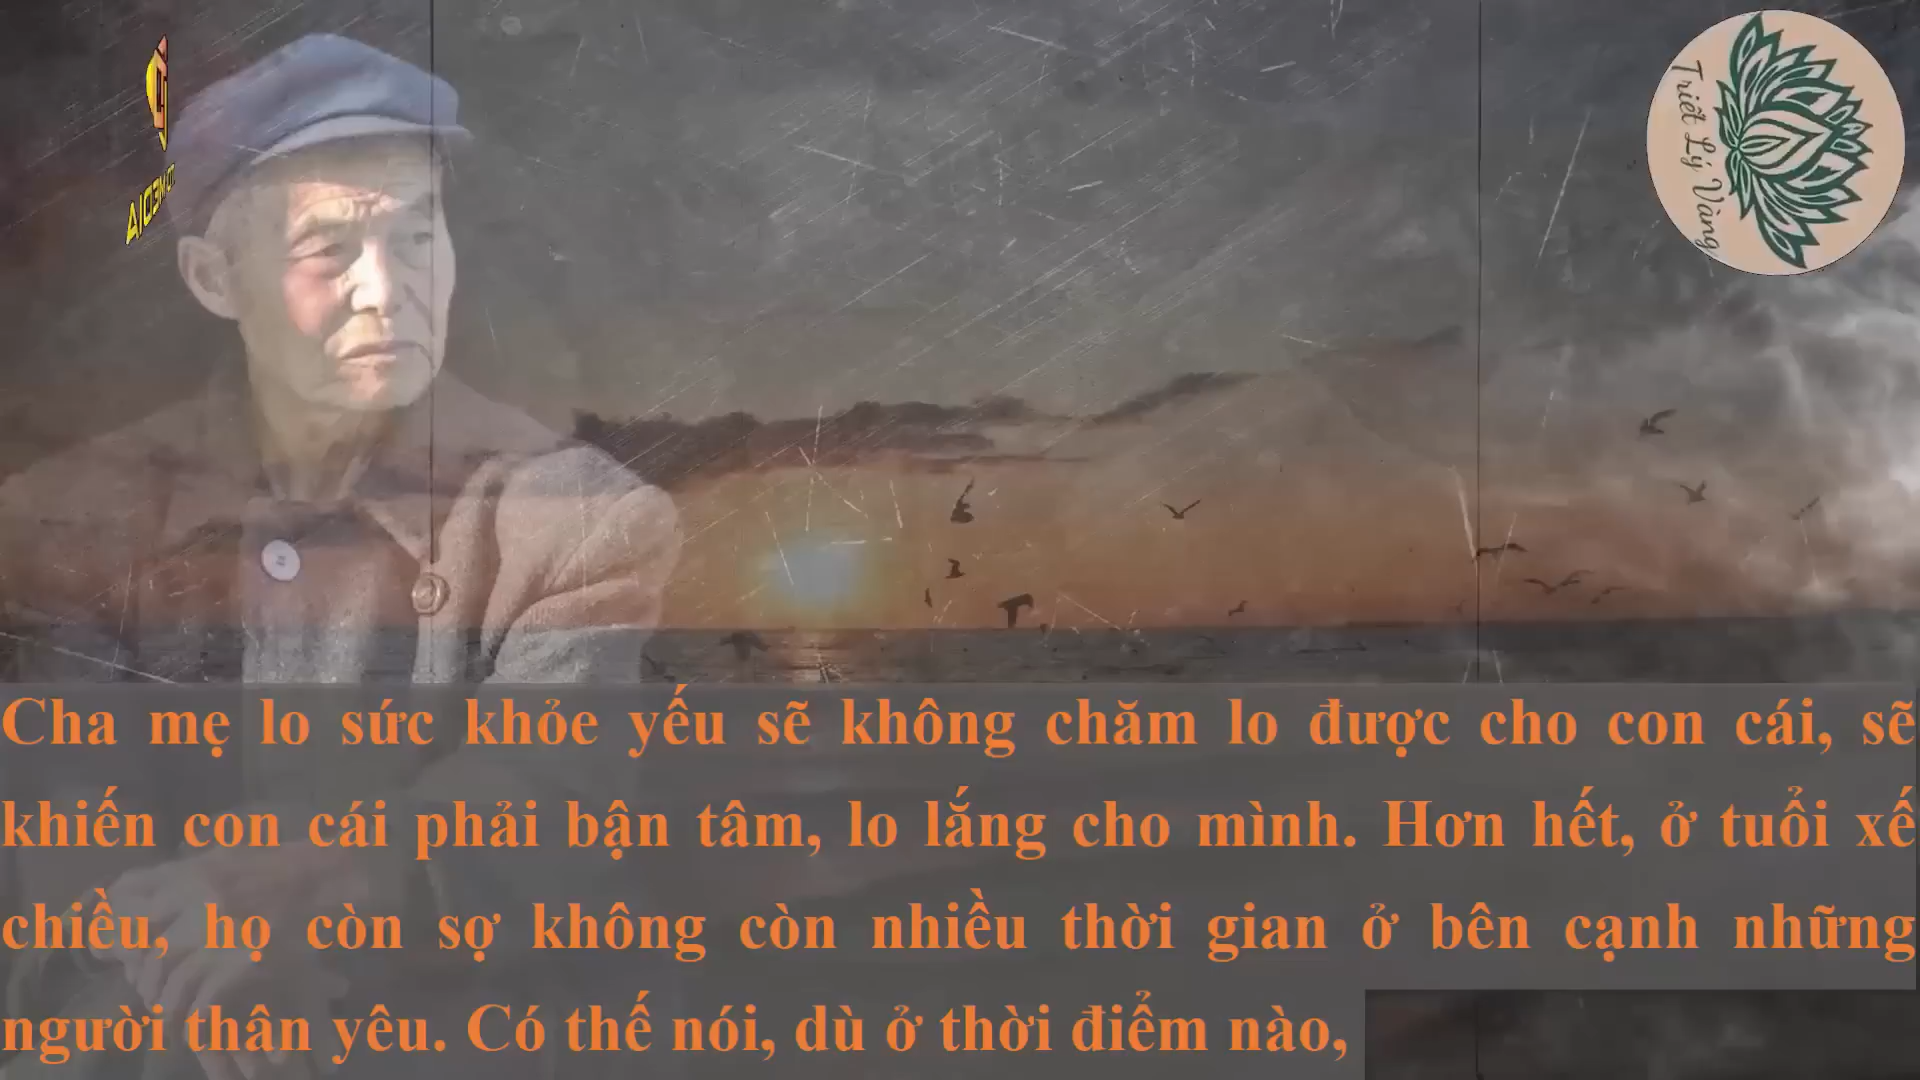 TD MEDIA
Triết Lý Vàng
Cha mẹ lo sức khỏe yếu sẽ không chăm lo được cho con cái, sẽ
khiến con cái phải bận tâm, lo lắng cho mình. Hơn hết, ở tuổi xế
chiều, họ còn sợ không còn nhiều thời gian ở bên cạnh những
người thân yêu. Có thế nói, dù ở thời điểm nào,